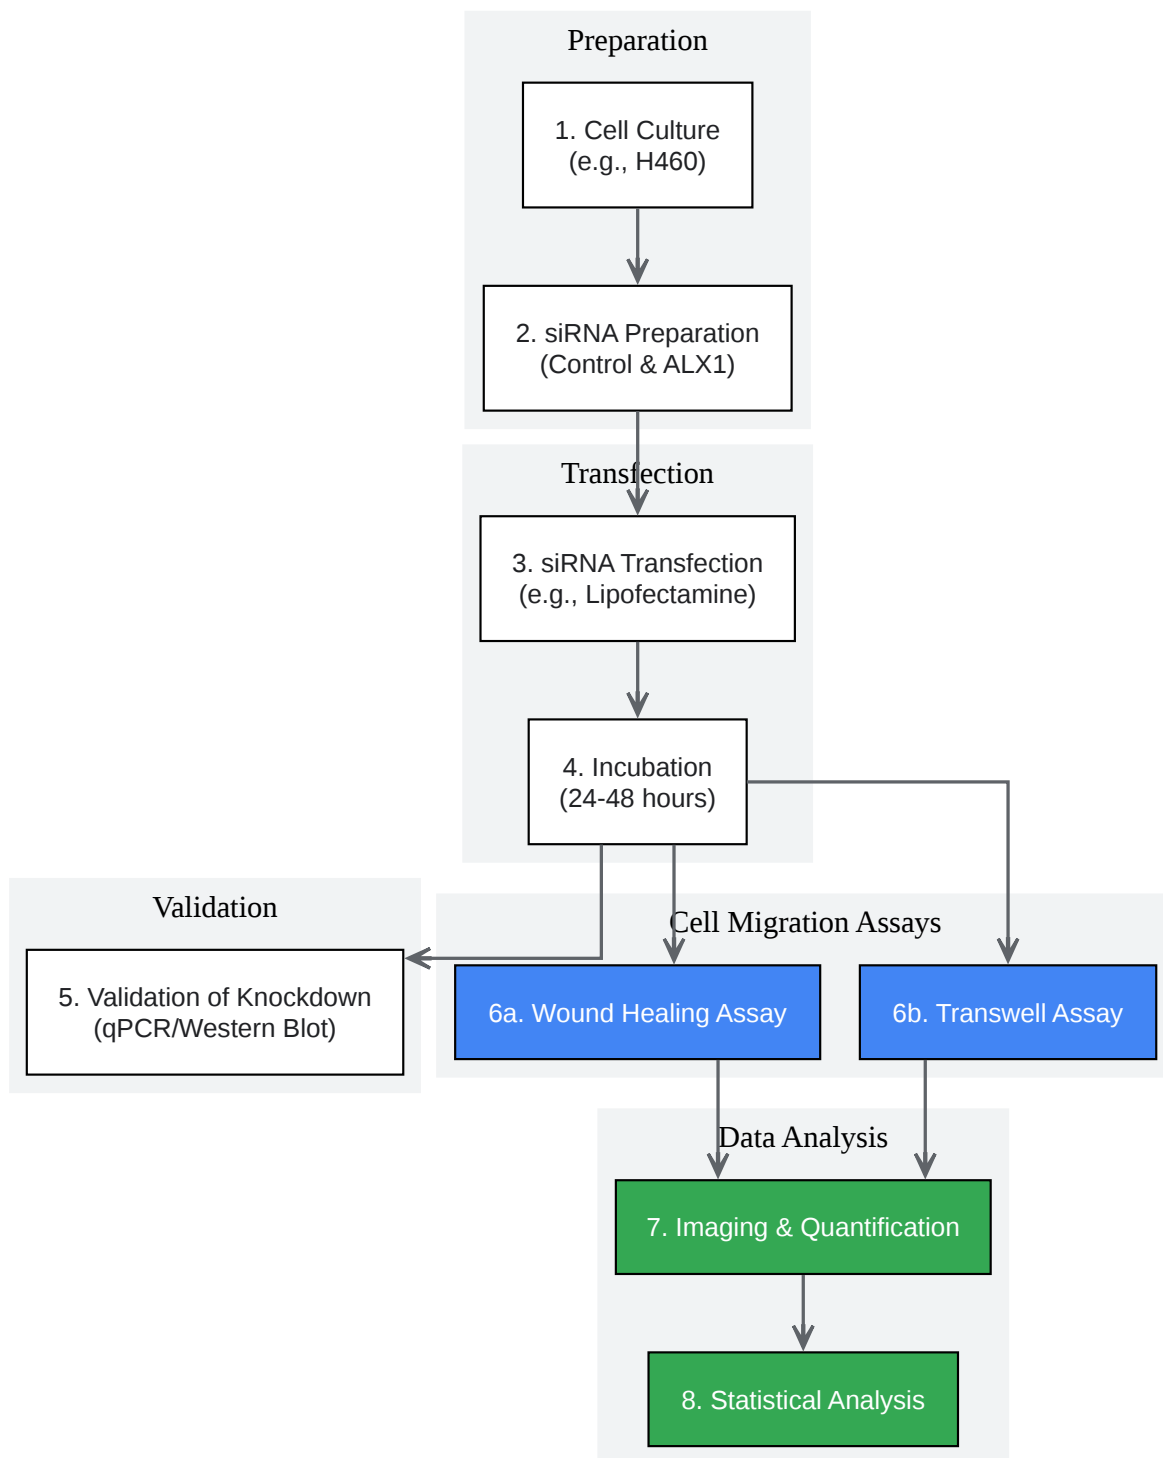 Preparation
1. Cell Culture
(e.g., H460)
2. siRNA Preparation
(Control & ALX1)
Transfection
3. siRNA Transfection
(e.g., Lipofectamine)
4. Incubation
(24-48 hours)
Validation
5. Validation of Knockdown
(qPCR/Western Blot)
Cell Migration Assays
6a. Wound Healing Assay
6b. Transwell Assay
Data Analysis
7. Imaging & Quantification
8. Statistical Analysis